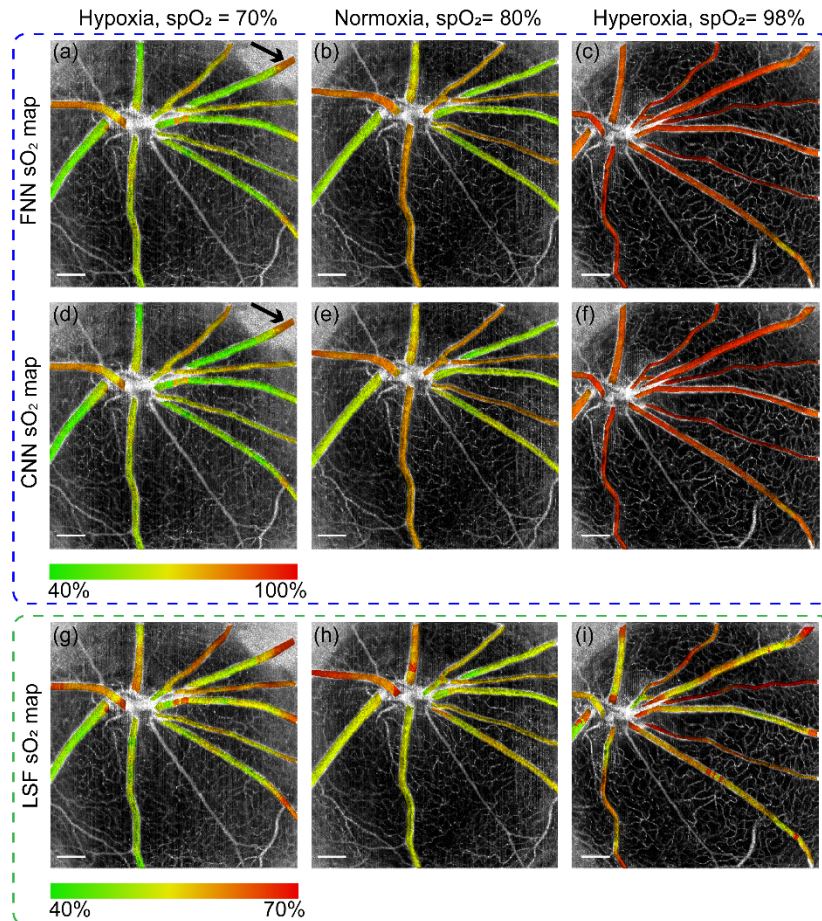 Hypoxia, spO₂ = 70%
Normoxia, spO₂= 80%
Hyperoxia, spO₂= 98%
FNN sO₂ map
(a)
(b)
(c)
CNN sO₂ map
(d)
(e)
(f)
40%
100%
LSF sO₂ map
(g)
(h)
(i)
40%
70%